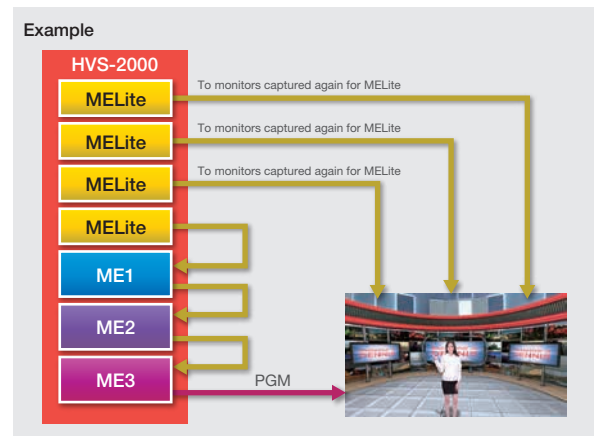 Example
HVS-2000
MELite
To monitors captured again for MELite
MELite
To monitors captured again for MELite
MELite
To monitors captured again for MELite
MELite
ME1
ME2
ME3
PGM